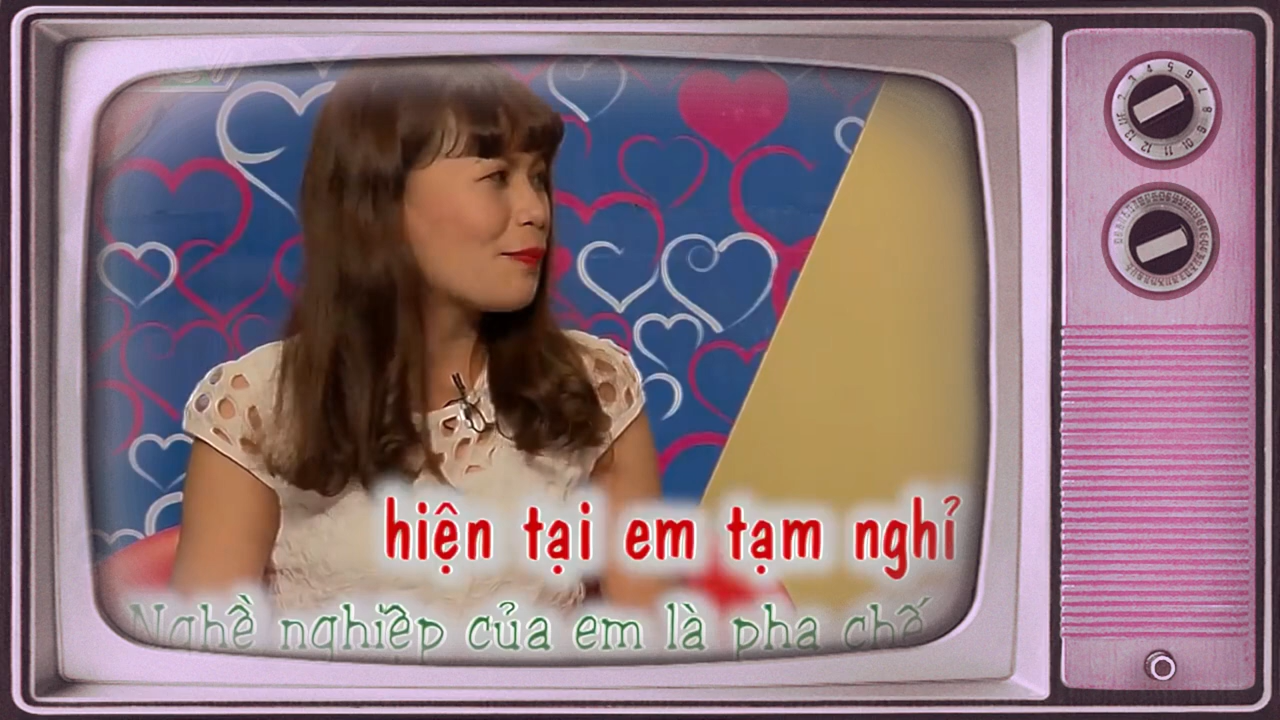 hiện tại em tạm nghỉ
Nghề nghiệp của em là pha chế